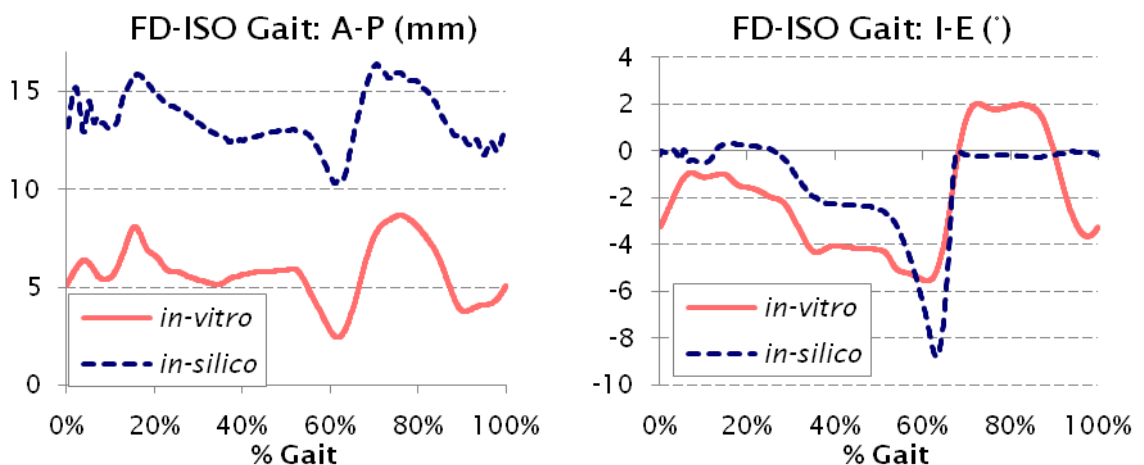 FD-ISO Gait: A-P (mm)
15
10
5
0
in-vitro
in-silico
0% 20% 40% 60% 80% 100%
% Gait
FD-ISO Gait: I-E (°)
4
2
0
-2
-4
-6
-8
-10
in-vitro
in-silico
0% 20% 40% 60% 80% 100%
% Gait